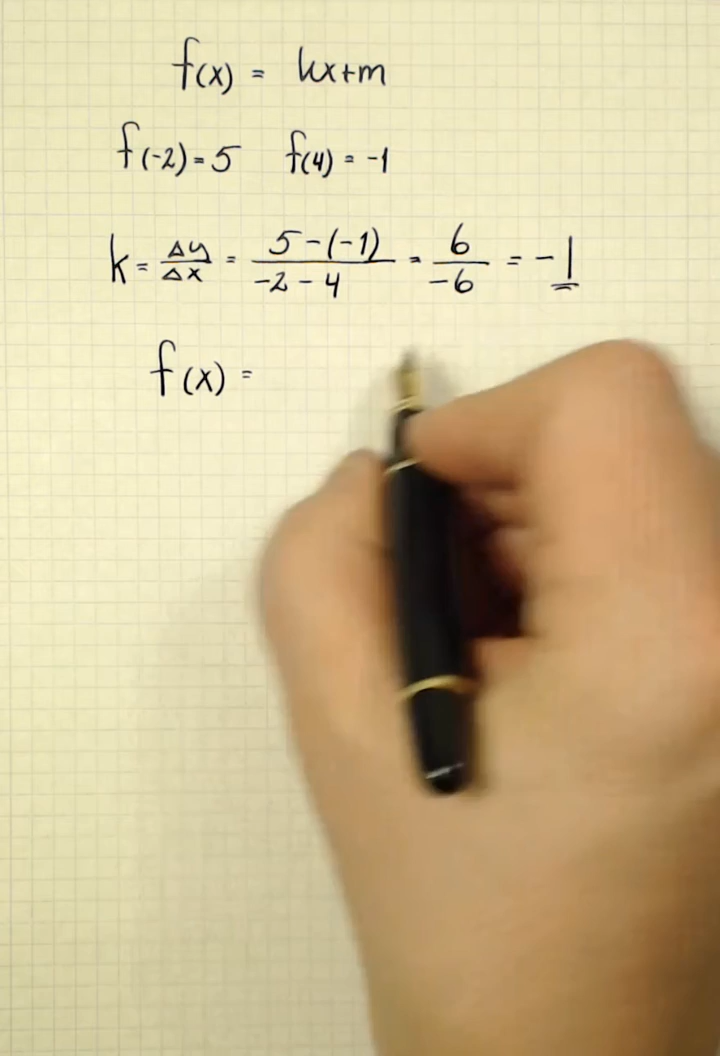 f(x) = kx+m
f(-2) = 5 f(4) = -1
k = Δy/Δx = 5-(-1)/-2-4 = 6/-6 = -1
f(x) =